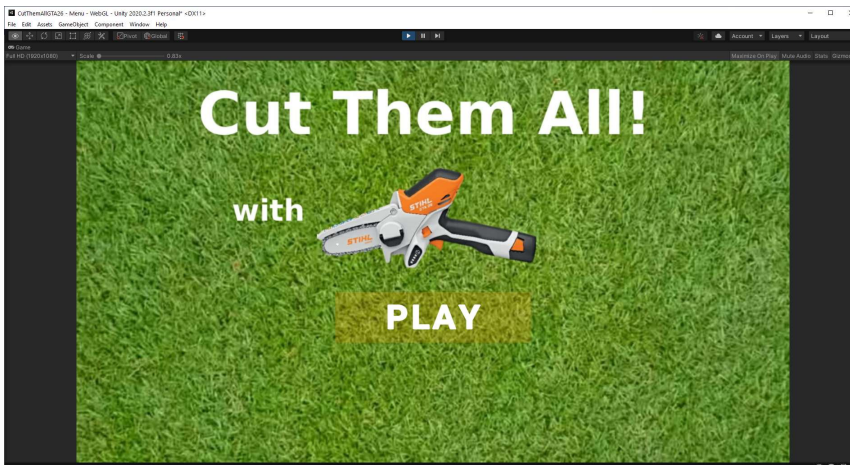 CutThemAllGTA26 - Menu - WebGL - Unity 2020.2.3f1 Personal* <DX11>
File Edit Assets GameObject Component Window Help
Pivot Global
Account Layers Layout
Game
Full HD (1920x1080) Scale 0.83x Maximize On Play Mute Audio Stats Gizmos
Cut Them All!
with
STIHL
STIHL
PLAY